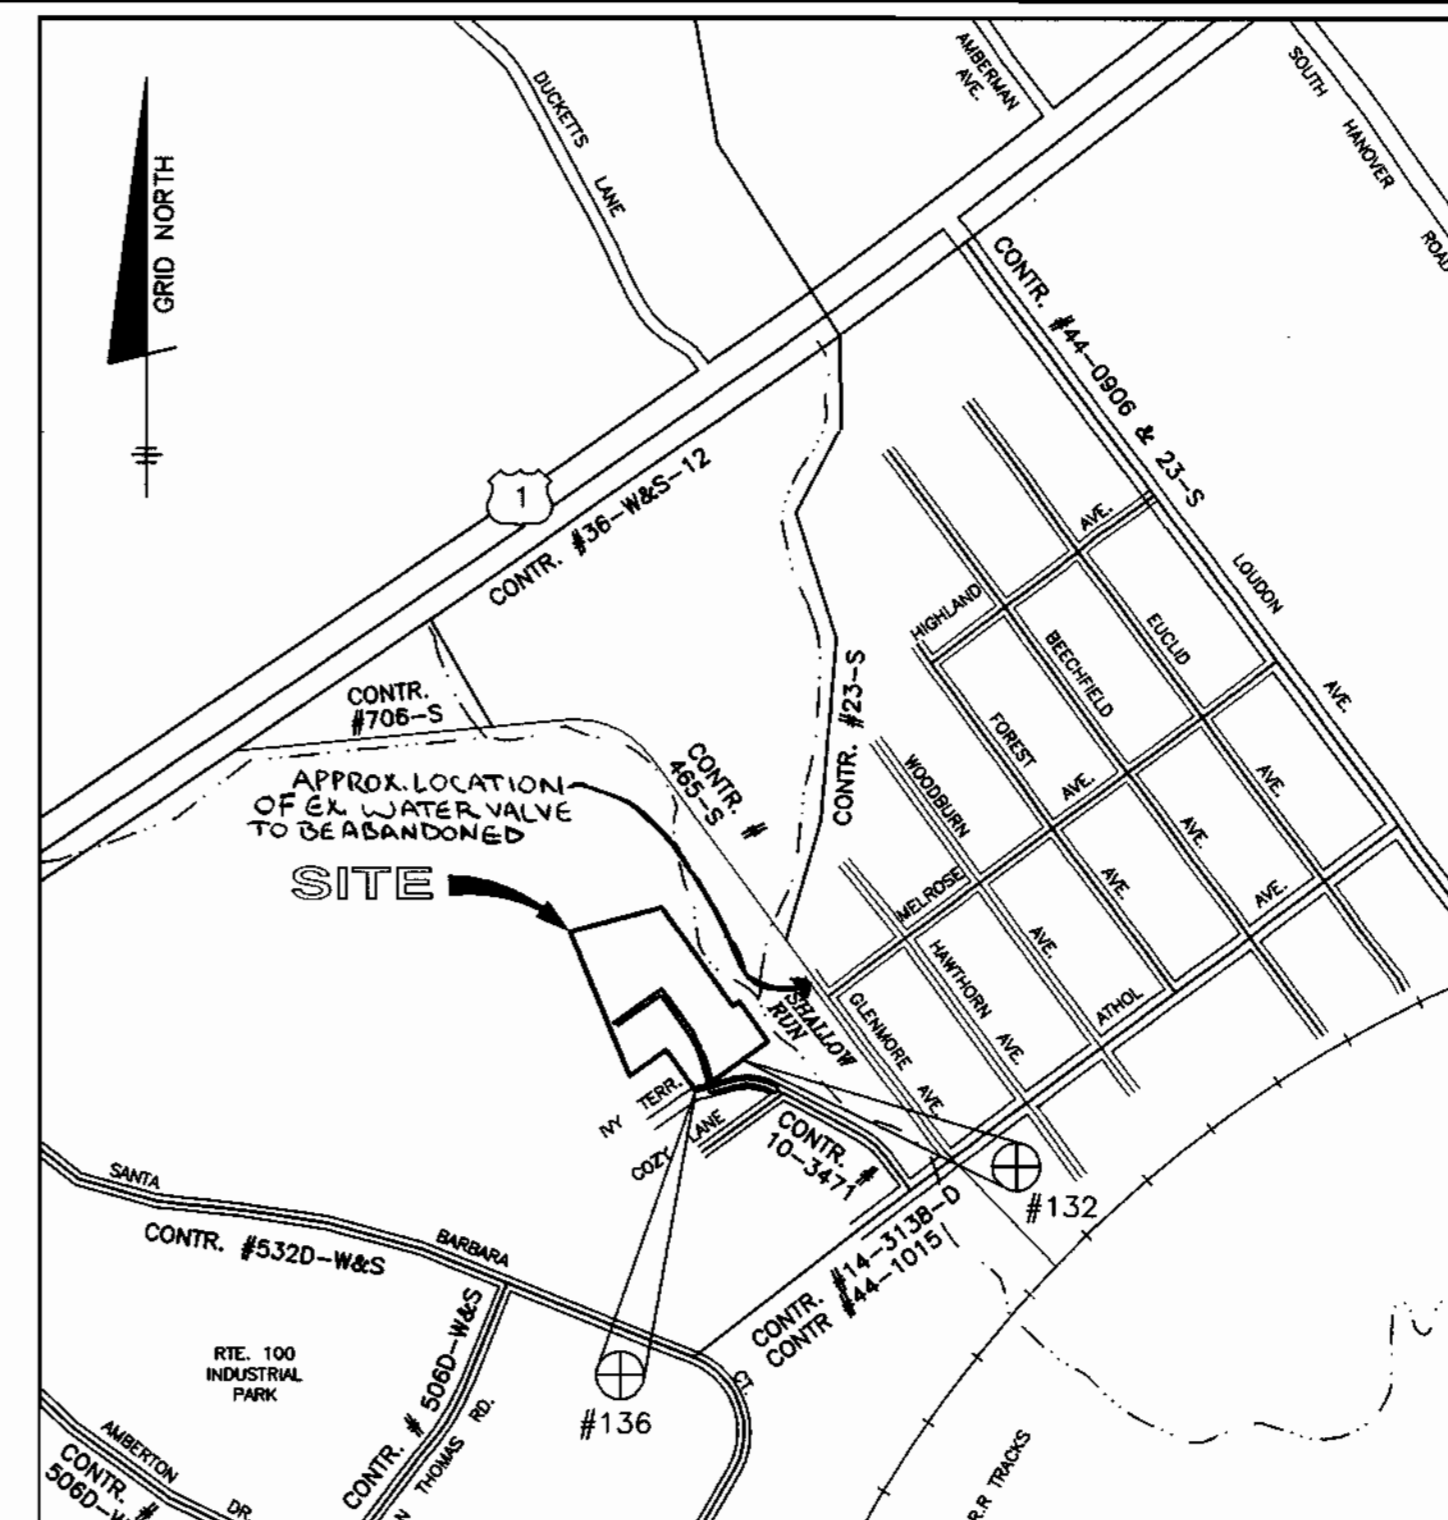 AMBERMAN
AVE.
SOUTH
HANOVER
ROAD
DUCKETTS
LANE
GRID NORTH
CONTR. #44-0906 & 23-S
1
CONTR. #36-W&S-12
AVE.
LOUDON
AVE.
HIGHLAND
EUCLID
AVE.
BEECHFIELD
AVE.
FOREST
AVE.
AVE.
WOODBURN
AVE.
MELROSE
AVE.
HAWTHORN
AVE.
ATHOL
GLENMORE
AVE.
CONTR.
#706-S
CONTR. #
465-S
CONTR. #23-S
APPROX. LOCATION
OF EX. WATER VALVE
TO BE ABANDONED
SITE
SHALLOW
RUN
IVY TERR.
COZY LANE
CONTR. #
10-3471
#132
CONTR. #14-3138-D
CONTR #44-1015
SANTA
BARBARA
CT.
CONTR. #532D-W&S
CONTR. # 506D-W&S
RTE. 100
INDUSTRIAL
PARK
#136
N THOMAS RD.
AMBERTON
DR.
CONTR. #
506D-W
R.R TRACKS